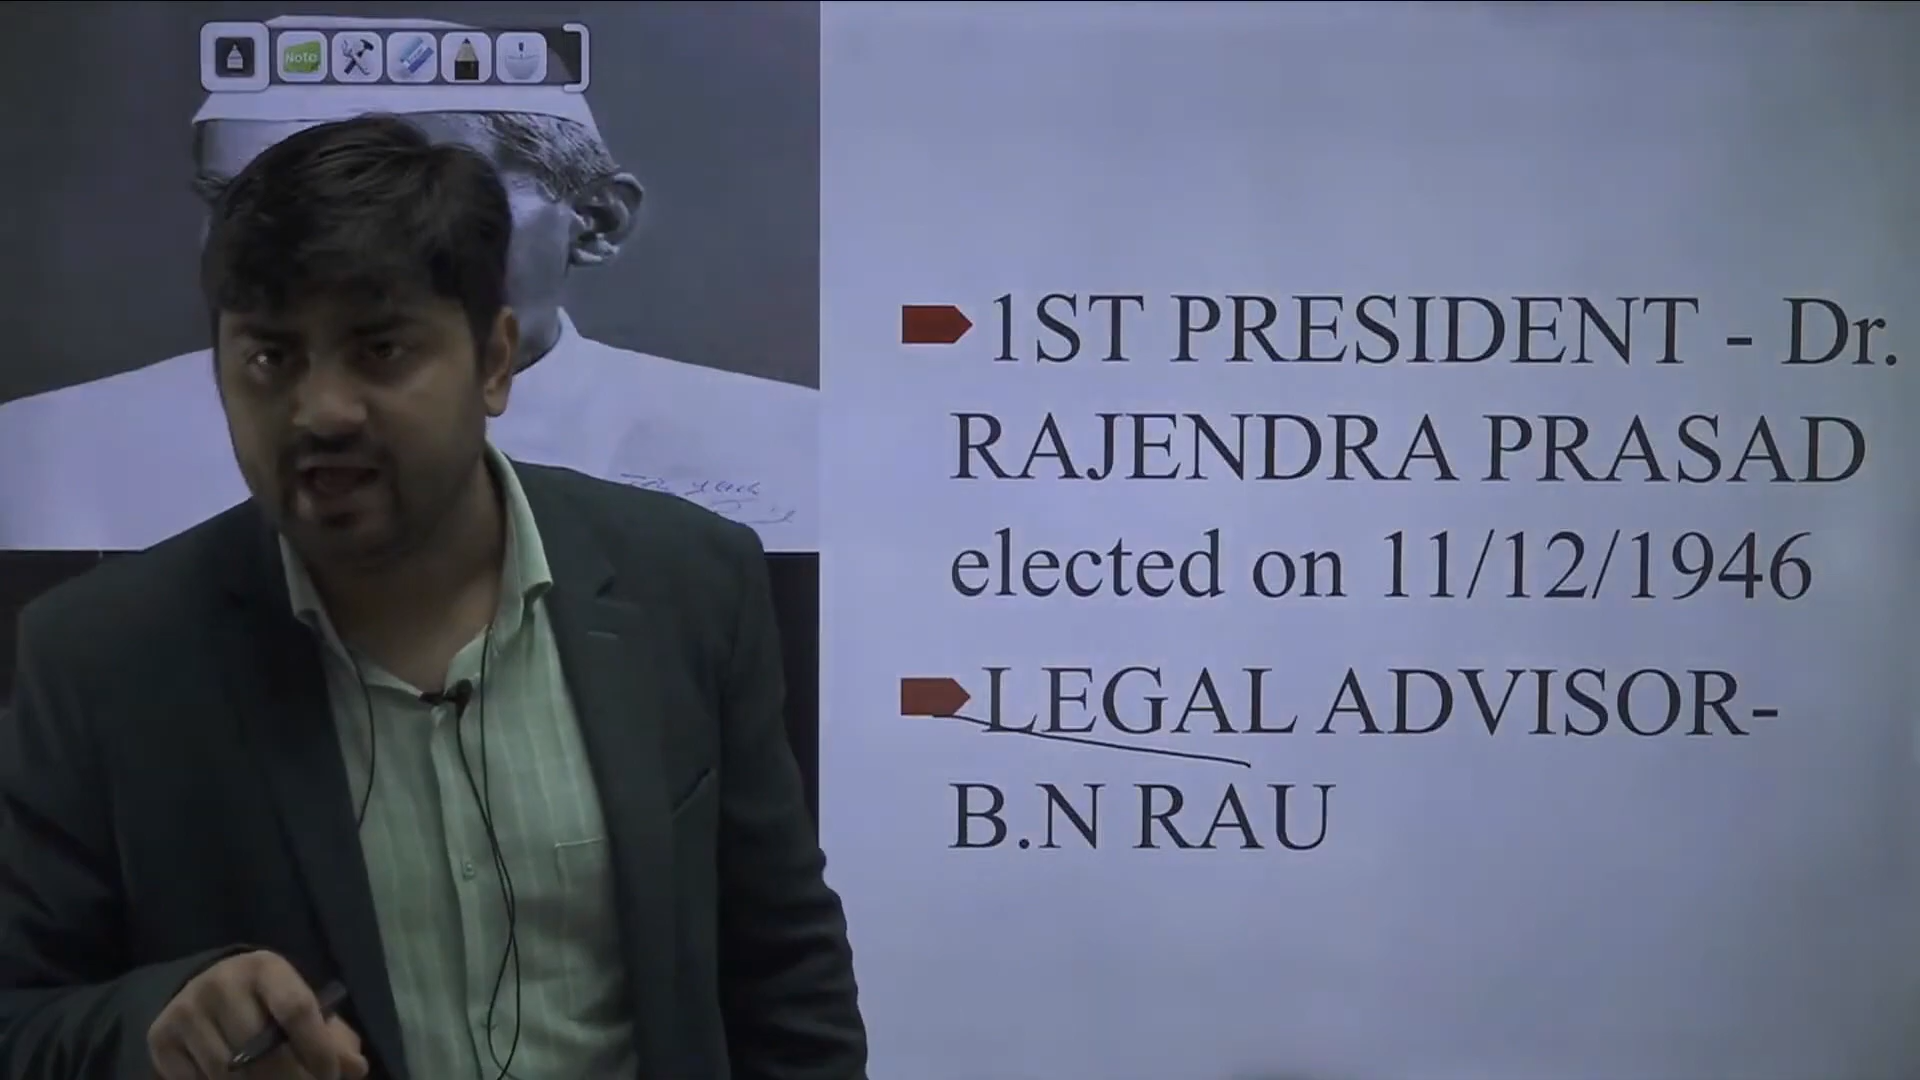 Note
1ST PRESIDENT - Dr.
RAJENDRA PRASAD
elected on 11/12/1946
LEGAL ADVISOR-
B.N RAU